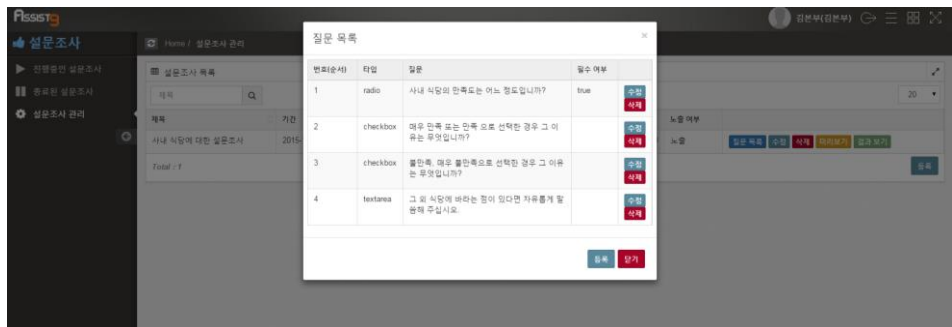 Assist9
김본부(김본부)
설문조사
Home / 설문조사 관리
진행중인 설문조사
종료된 설문조사
설문조사 관리
설문조사 목록
제목
20
제목 기간 노출 여부
사내 식당에 대한 설문조사 2015- 노출 질문 목록 수정 삭제 미리보기 결과 보기
Total : 1 등록
질문 목록 ×
번호(순서) 타입 질문 필수 여부
1 radio 사내 식당의 만족도는 어느 정도입니까? true 수정
삭제
2 checkbox 매우 만족 또는 만족 으로 선택한 경우 그 이 수정
유는 무엇입니까? 삭제
3 checkbox 불만족, 매우 불만족으로 선택한 경우 그 이유 수정
는 무엇입니까? 삭제
4 textarea 그 외 식당에 바라는 점이 있다면 자유롭게 말 수정
씀해 주십시오. 삭제
등록 닫기